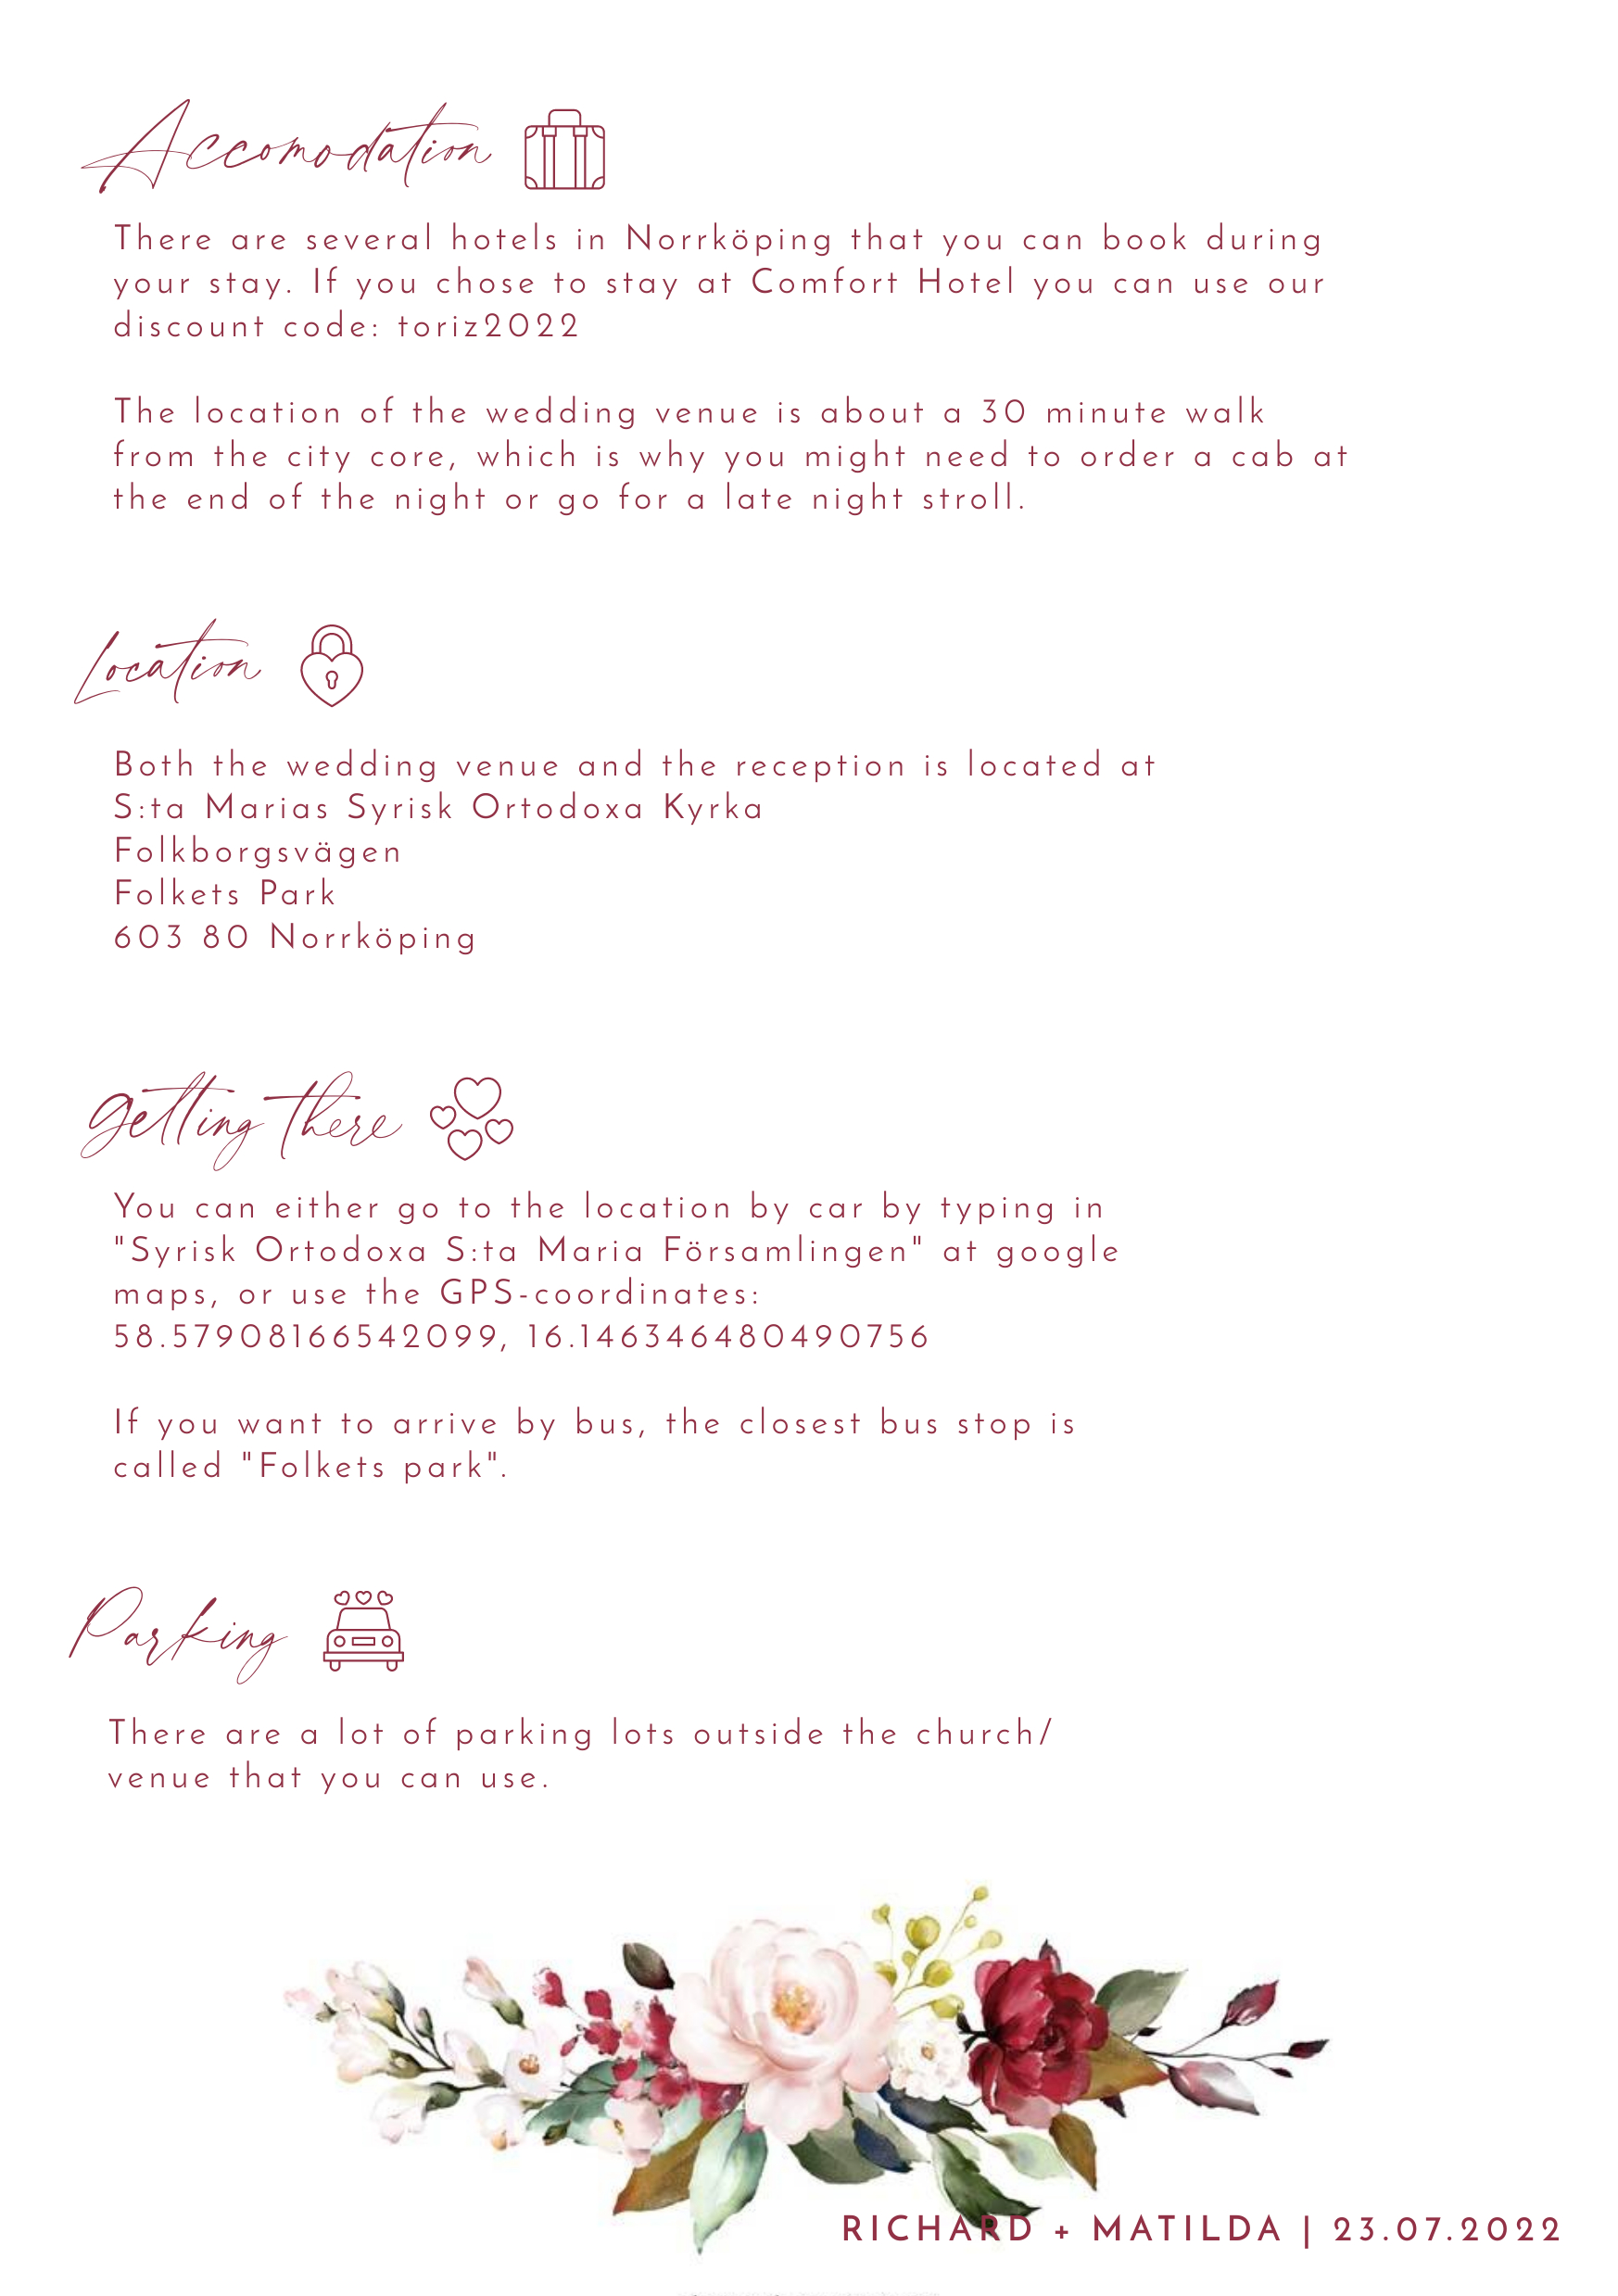 Accomodation
There are several hotels in Norrköping that you can book during
your stay. If you chose to stay at Comfort Hotel you can use our
discount code: toriz2022
The location of the wedding venue is about a 30 minute walk
from the city core, which is why you might need to order a cab at
the end of the night or go for a late night stroll.
Location
Both the wedding venue and the reception is located at
S:ta Marias Syrisk Ortodoxa Kyrka
Folkborgsvägen
Folkets Park
603 80 Norrköping
Getting there
You can either go to the location by car by typing in
"Syrisk Ortodoxa S:ta Maria Församlingen" at google
maps, or use the GPS-coordinates:
58.57908166542099, 16.146346480490756
If you want to arrive by bus, the closest bus stop is
called "Folkets park".
Parking
There are a lot of parking lots outside the church/
venue that you can use.
RICHARD + MATILDA | 23.07.2022